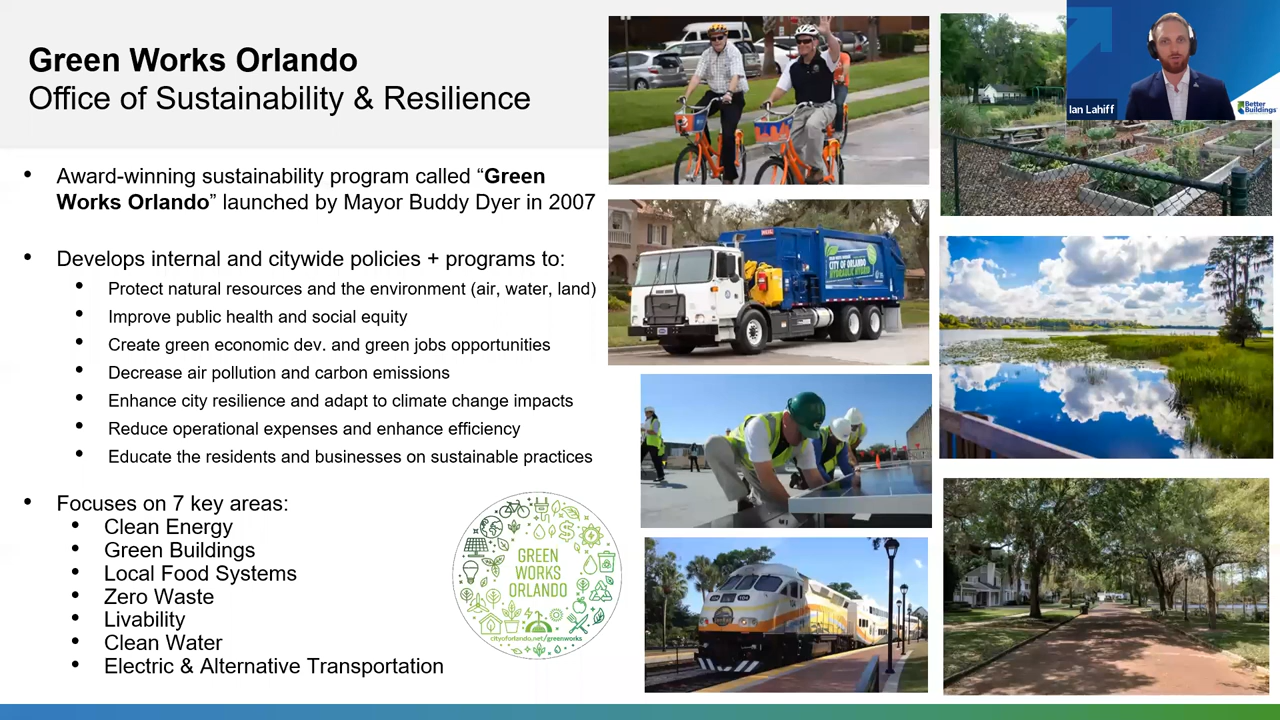 Green Works Orlando
Office of Sustainability & Resilience
Ian Lahiff
Better
Buildings
• Award-winning sustainability program called “Green
Works Orlando” launched by Mayor Buddy Dyer in 2007
• Develops internal and citywide policies + programs to:
• Protect natural resources and the environment (air, water, land)
• Improve public health and social equity
• Create green economic dev. and green jobs opportunities
• Decrease air pollution and carbon emissions
• Enhance city resilience and adapt to climate change impacts
• Reduce operational expenses and enhance efficiency
• Educate the residents and businesses on sustainable practices
• Focuses on 7 key areas:
• Clean Energy
• Green Buildings
• Local Food Systems
• Zero Waste
• Livability
• Clean Water
• Electric & Alternative Transportation
GREEN
WORKS
ORLANDO
cityoforlando.net/greenworks
CITY OF ORLANDO
HYDRAULIC HYBRID
104